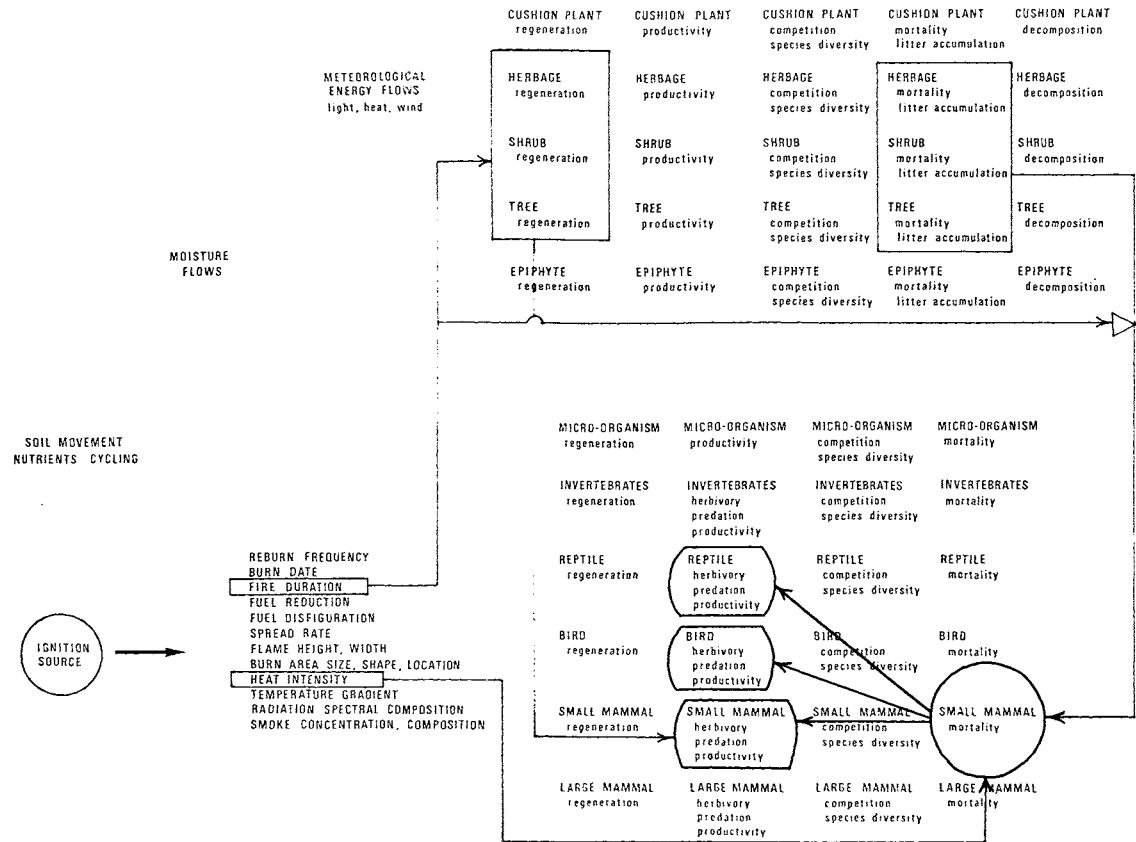 CUSHION PLANT CUSHION PLANT CUSHION PLANT CUSHION PLANT CUSHION PLANT
regeneration productivity competition mortality decomposition
species diversity litter accumulation
METEOROLOGICAL
ENERGY FLOWS
light, heat, wind
HERBAGE HERBAGE HERBAGE HERBAGE HERBAGE
regeneration productivity competition mortality decomposition
species diversity litter accumulation
SHRUB SHRUB SHRUB SHRUB SHRUB
regeneration productivity competition mortality decomposition
species diversity litter accumulation
TREE TREE TREE TREE TREE
regeneration productivity competition mortality decomposition
species diversity litter accumulation
MOISTURE
FLOWS
EPIPHYTE EPIPHYTE EPIPHYTE EPIPHYTE EPIPHYTE
regeneration productivity competition mortality decomposition
species diversity litter accumulation
SOIL MOVEMENT
NUTRIENTS CYCLING
MICRO-ORGANISM MICRO-ORGANISM MICRO-ORGANISM MICRO-ORGANISM
regeneration productivity competition mortality
species diversity
INVERTEBRATES INVERTEBRATES INVERTEBRATES INVERTEBRATES
regeneration herbivory competition mortality
predation species diversity
productivity
REPTILE REPTILE REPTILE REPTILE
regeneration herbivory competition mortality
predation species diversity
productivity
BIRD BIRD BIRD BIRD
regeneration herbivory competition mortality
predation species diversity
productivity
SMALL MAMMAL SMALL MAMMAL SMALL MAMMAL SMALL MAMMAL
regeneration herbivory competition mortality
predation species diversity
productivity
LARGE MAMMAL LARGE MAMMAL LARGE MAMMAL LARGE MAMMAL
regeneration herbivory competition mortality
predation species diversity
productivity
IGNITION
SOURCE
REBURN FREQUENCY
BURN DATE
FIRE DURATION
FUEL REDUCTION
FUEL DISFIGURATION
SPREAD RATE
FLAME HEIGHT, WIDTH
BURN AREA SIZE, SHAPE, LOCATION
HEAT INTENSITY
TEMPERATURE GRADIENT
RADIATION SPECTRAL COMPOSITION
SMOKE CONCENTRATION, COMPOSITION